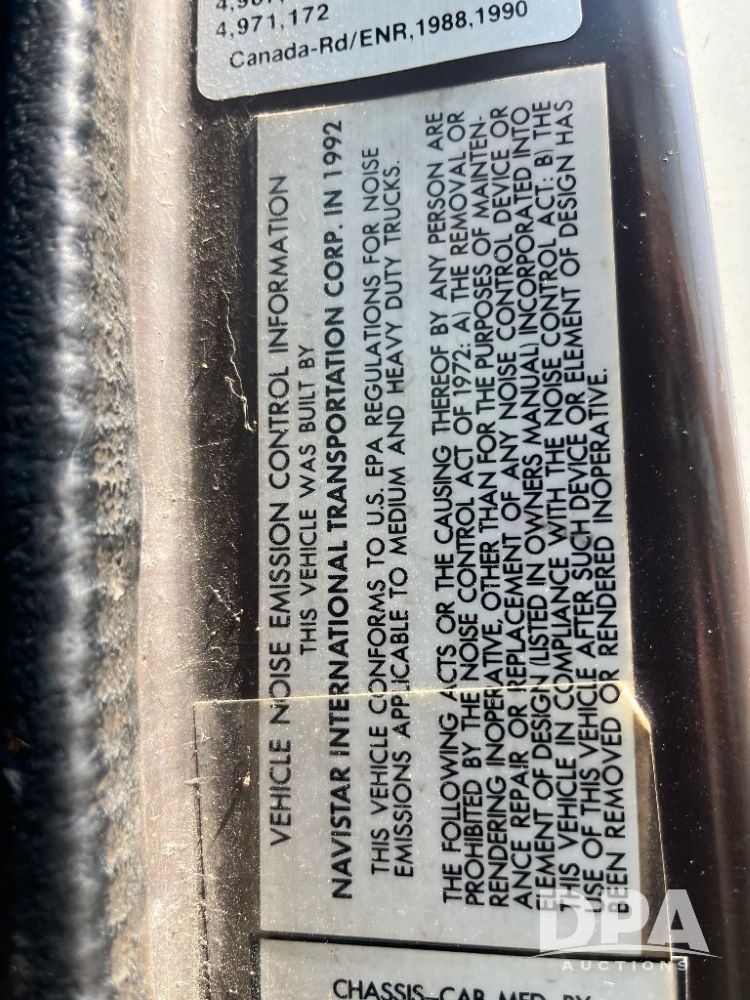 4,971,172
Canada-Rd/ENR,1988,1990
VEHICLE NOISE EMISSION CONTROL INFORMATION
THIS VEHICLE WAS BUILT BY
NAVISTAR INTERNATIONAL TRANSPORTATION CORP. IN 1992
THIS VEHICLE CONFORMS TO U.S. EPA REGULATIONS FOR NOISE
EMISSIONS APPLICABLE TO MEDIUM AND HEAVY DUTY TRUCKS.
THE FOLLOWING ACTS OR THE CAUSING THEREOF BY ANY PERSON ARE
PROHIBITED BY THE NOISE CONTROL ACT OF 1972: A) THE REMOVAL OR
RENDERING INOPERATIVE, OTHER THAN FOR THE PURPOSES OF MAINTEN-
ANCE REPAIR OR REPLACEMENT OF ANY NOISE CONTROL DEVICE OR
ELEMENT OF DESIGN (LISTED IN OWNERS MANUAL) INCORPORATED INTO
THIS VEHICLE IN COMPLIANCE WITH THE NOISE CONTROL ACT: B) THE
USE OF THIS VEHICLE AFTER SUCH DEVICE OR ELEMENT OF DESIGN HAS
BEEN REMOVED OR RENDERED INOPERATIVE.
CHASSIS-CAB MFD. BY
DPA
AUCTIONS